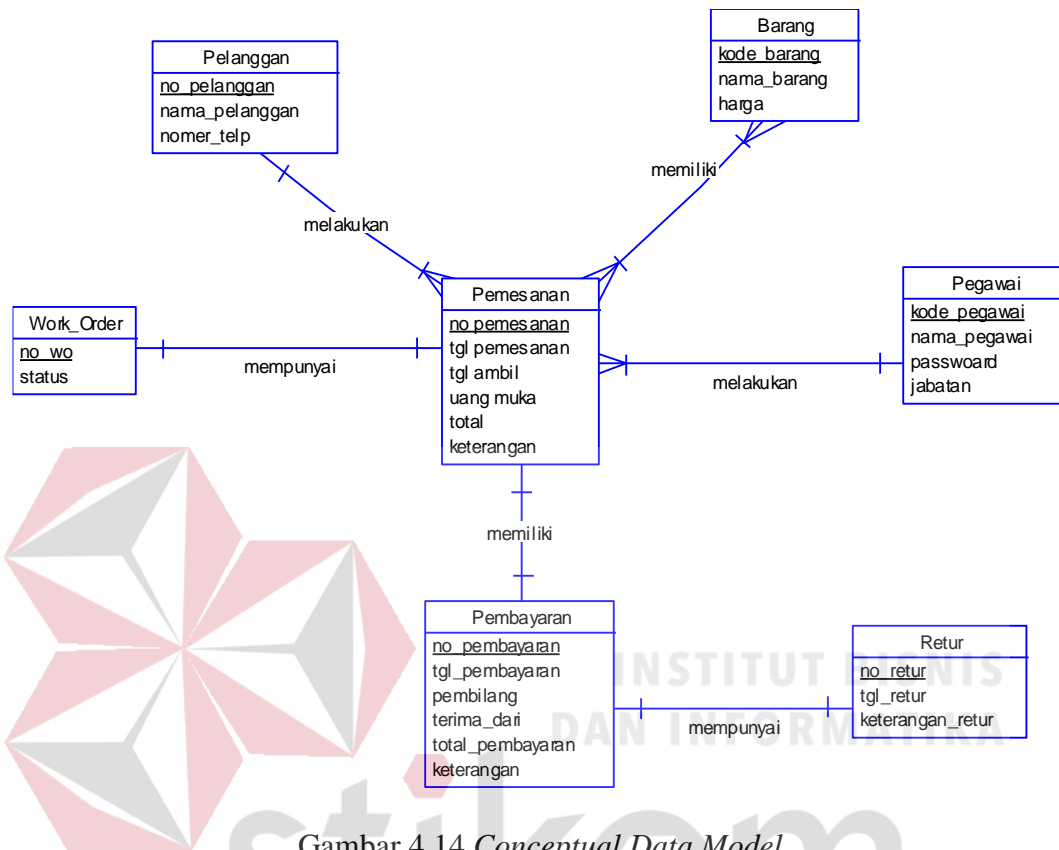 Barang
kode_barang
nama_barang
harga
Pelanggan
no_pelanggan
nama_pelanggan
nomer_telp
memiliki
melakukan
Pemesanan
no pemesanan
tgl pemesanan
tgl ambil
uang muka
total
keterangan
Pegawai
kode_pegawai
nama_pegawai
passwoard
jabatan
Work_Order
no_wo
status
mempunyai
melakukan
memiliki
Pembayaran
no_pembayaran
tgl_pembayaran
pembilang
terima_dari
total_pembayaran
keterangan
Retur
no_retur
tgl_retur
keterangan_retur
mempunyai
INSTITUT BISNIS
DAN INFORMATIKA
stikom
Gambar 4.14 Conceptual Data Model